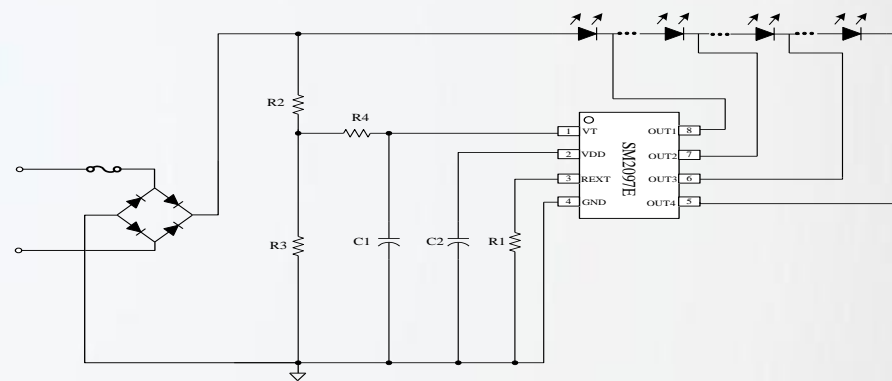 R2
R4
R3
C1
C2
R1
1 VT OUT1 8
2 VDD OUT2 7
3 REXT OUT3 6
4 GND OUT4 5
SM2097E